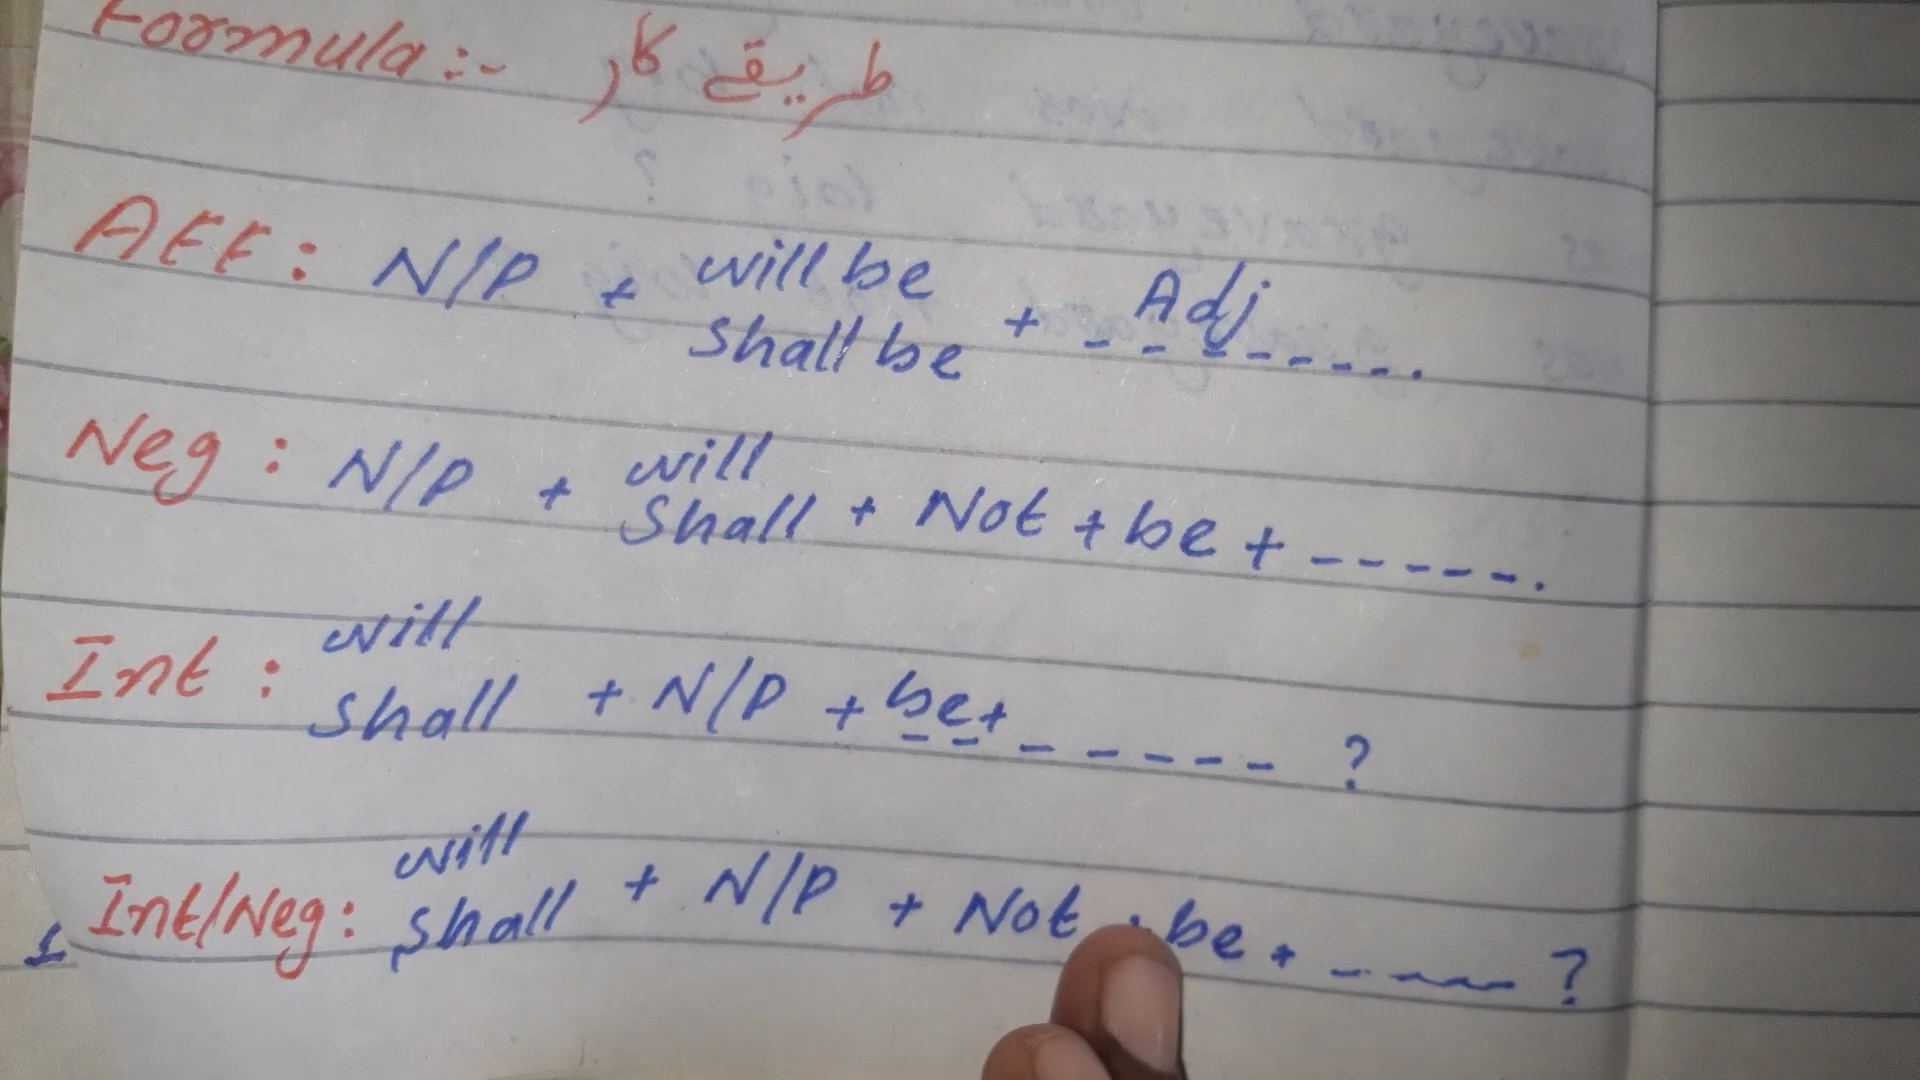 Formula :- طریقے کار
AFF : N/P + will be / shall be + Adj -------.
Neg : N/P + will / Shall + Not + be + -----.
Int : will / shall + N/P + be + ------- ?
Int/Neg: will / shall + N/P + Not + be + ---- ?